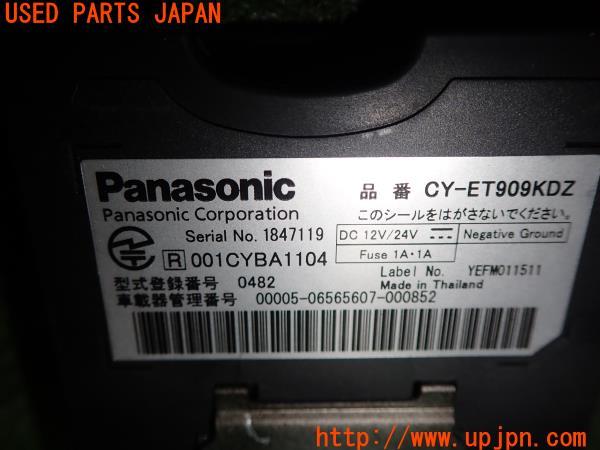 USED PARTS JAPAN
Panasonic
品番 CY-ET909KDZ
Panasonic Corporation
このシールをはがさないでください。
Serial No. 1847119
DC 12V/24V
Negative Ground
Fuse 1A・1A
R 001CYBA1104
Label No. YEFM011511
Made in Thailand
型式登録番号 0482
車載器管理番号 00005-06565607-000852
UPJ
http://www.upjpn.com